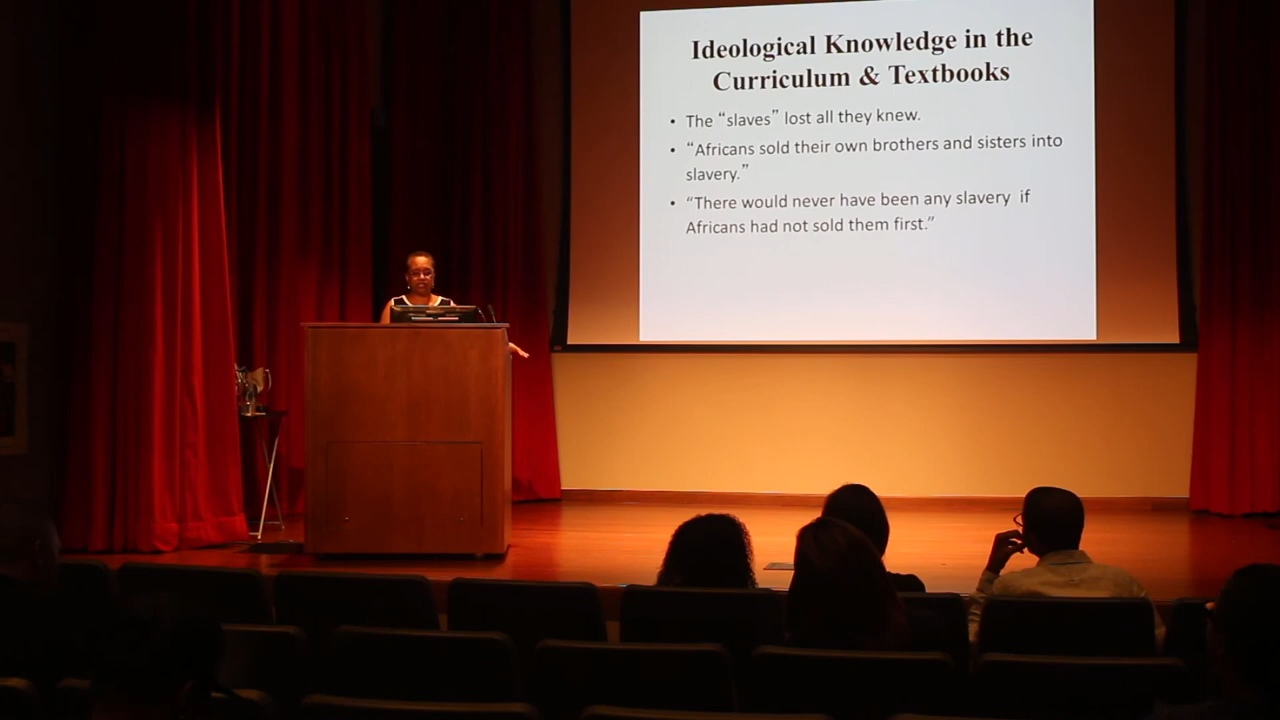 Ideological Knowledge in the
Curriculum & Textbooks
• The “slaves” lost all they knew.
• “Africans sold their own brothers and sisters into
slavery.”
• “There would never have been any slavery if
Africans had not sold them first.”